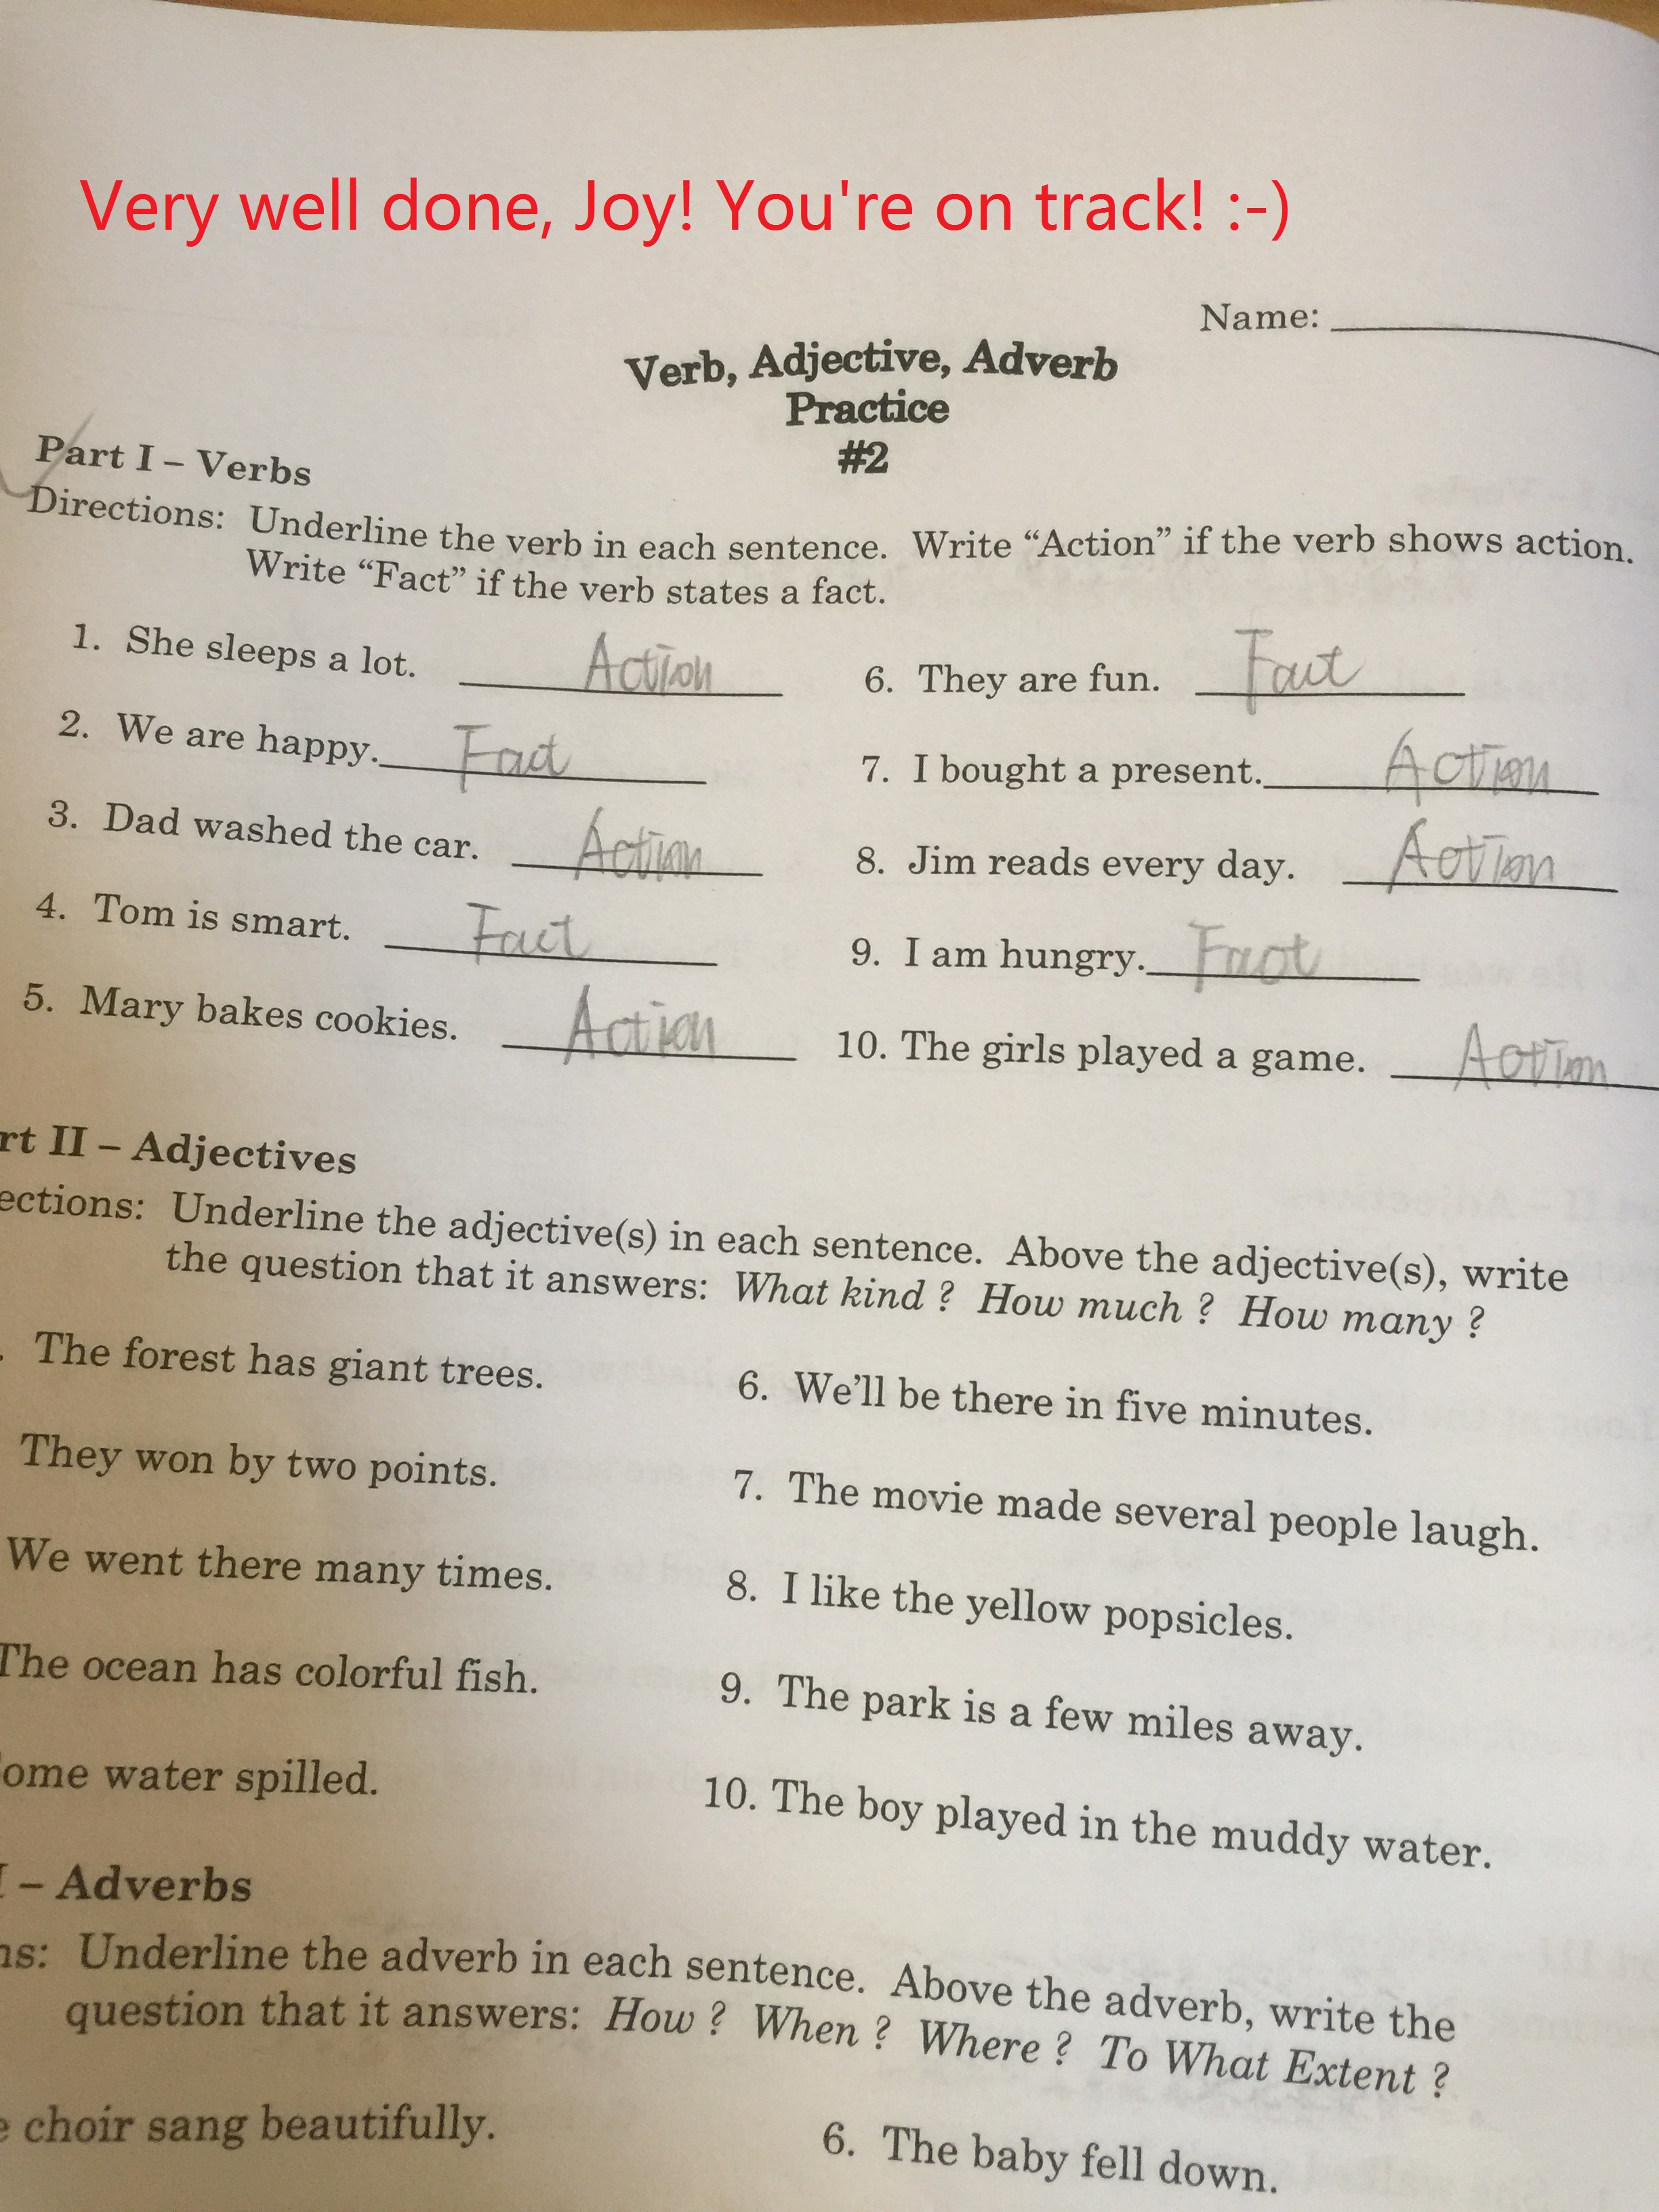 Very well done, Joy! You're on track! :-)
Name:
Verb, Adjective, Adverb
Practice
#2
Part I – Verbs
Directions: Underline the verb in each sentence. Write “Action” if the verb shows action.
Write “Fact” if the verb states a fact.
1. She sleeps a lot. Action
2. We are happy. Fact
3. Dad washed the car. Action
4. Tom is smart. Fact
5. Mary bakes cookies. Action
6. They are fun. Fact
7. I bought a present. Action
8. Jim reads every day. Action
9. I am hungry. Fact
10. The girls played a game. Action
rt II – Adjectives
ections: Underline the adjective(s) in each sentence. Above the adjective(s), write
the question that it answers: What kind ? How much ? How many ?
. The forest has giant trees.
They won by two points.
We went there many times.
The ocean has colorful fish.
ome water spilled.
6. We’ll be there in five minutes.
7. The movie made several people laugh.
8. I like the yellow popsicles.
9. The park is a few miles away.
10. The boy played in the muddy water.
I – Adverbs
ns: Underline the adverb in each sentence. Above the adverb, write the
question that it answers: How ? When ? Where ? To What Extent ?
e choir sang beautifully.
6. The baby fell down.